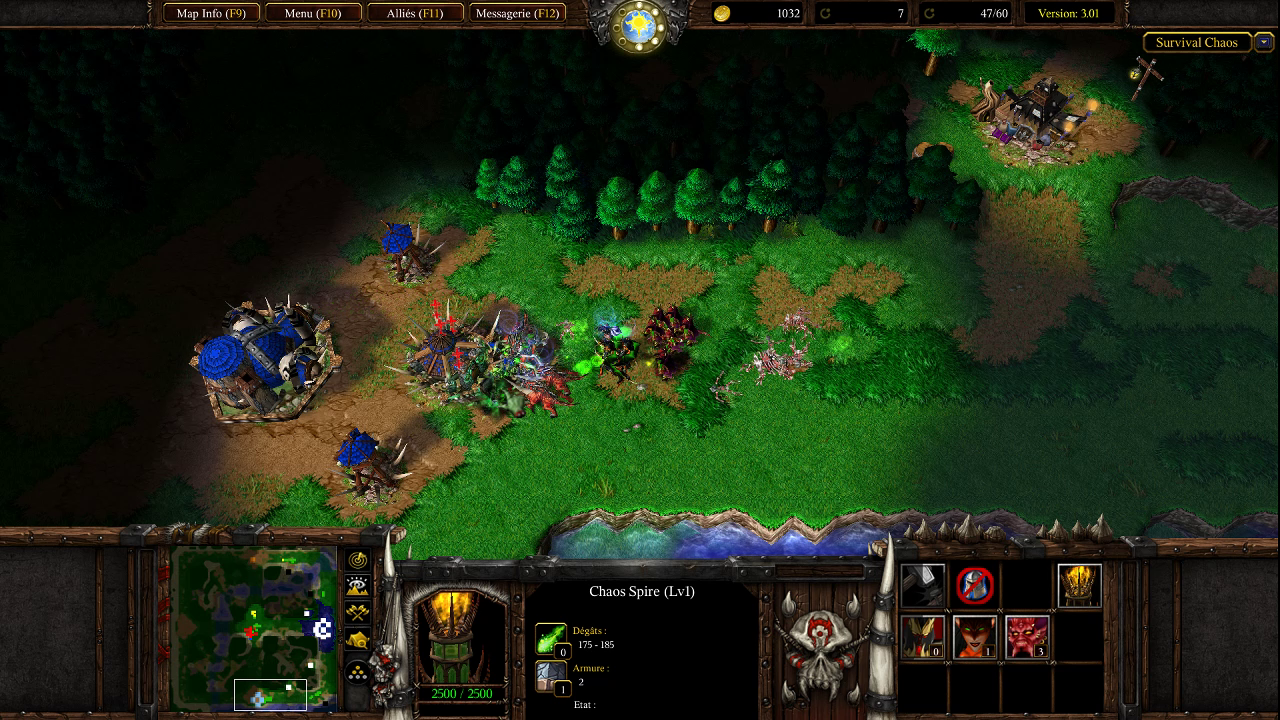 Map Info (F9)
Menu (F10)
Alliés (F11)
Messagerie (F12)
1032
7
47/60
Version: 3.01
Survival Chaos
Chaos Spire (Lv1)
Dégâts :
175 - 185
0
Armure :
2
1
Etat :
2500 / 2500
0
1
3